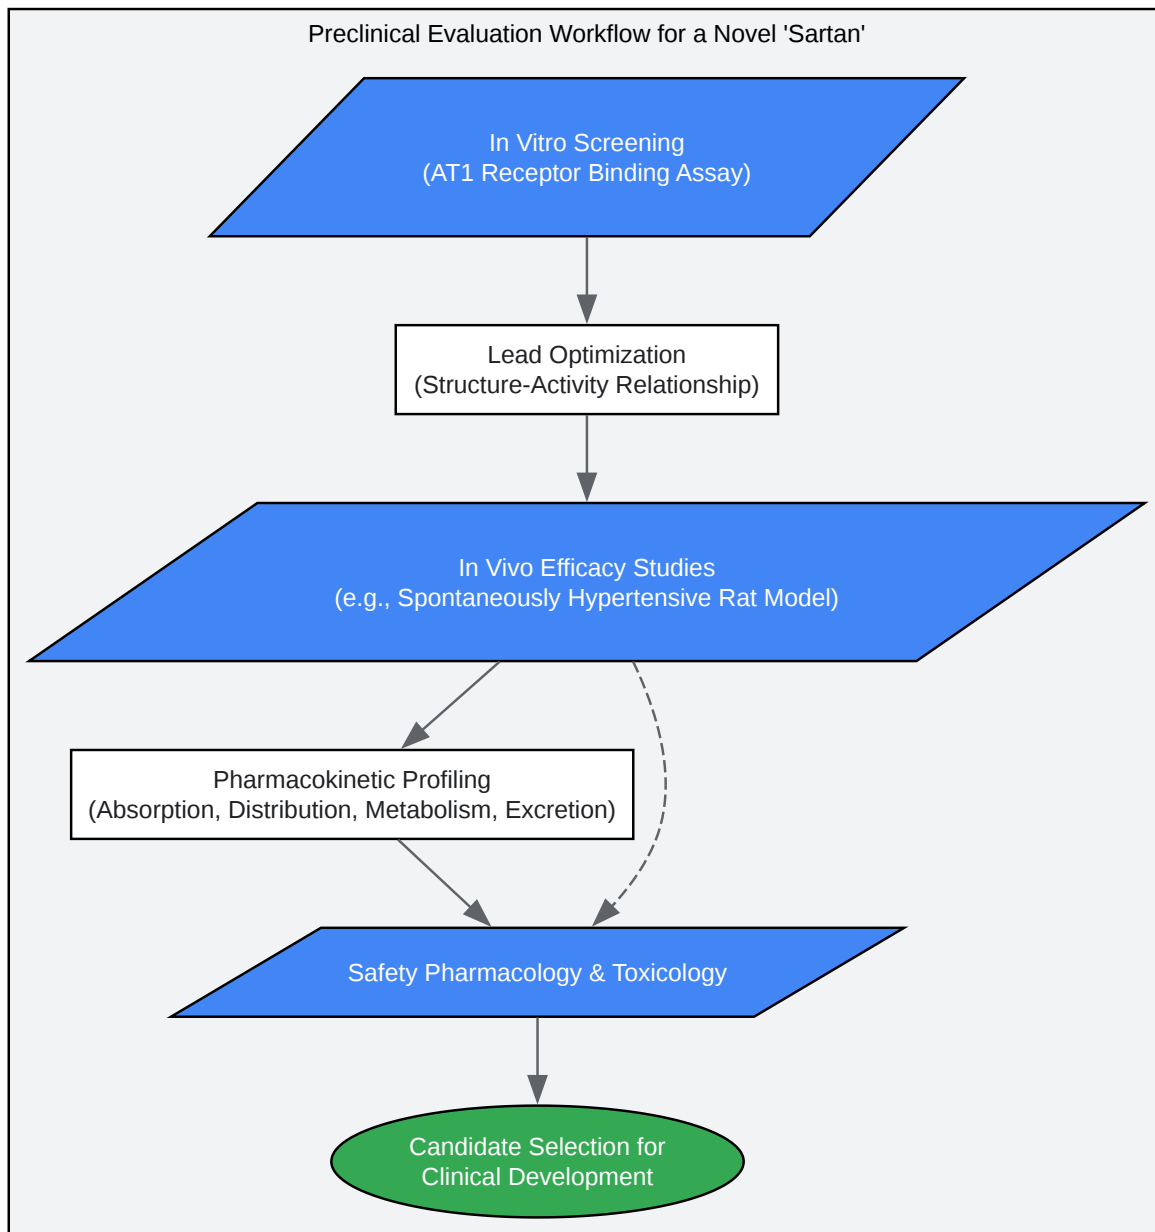 Preclinical Evaluation Workflow for a Novel 'Sartan'
In Vitro Screening
(AT1 Receptor Binding Assay)
Lead Optimization
(Structure-Activity Relationship)
In Vivo Efficacy Studies
(e.g., Spontaneously Hypertensive Rat Model)
Pharmacokinetic Profiling
(Absorption, Distribution, Metabolism, Excretion)
Safety Pharmacology & Toxicology
Candidate Selection for
Clinical Development